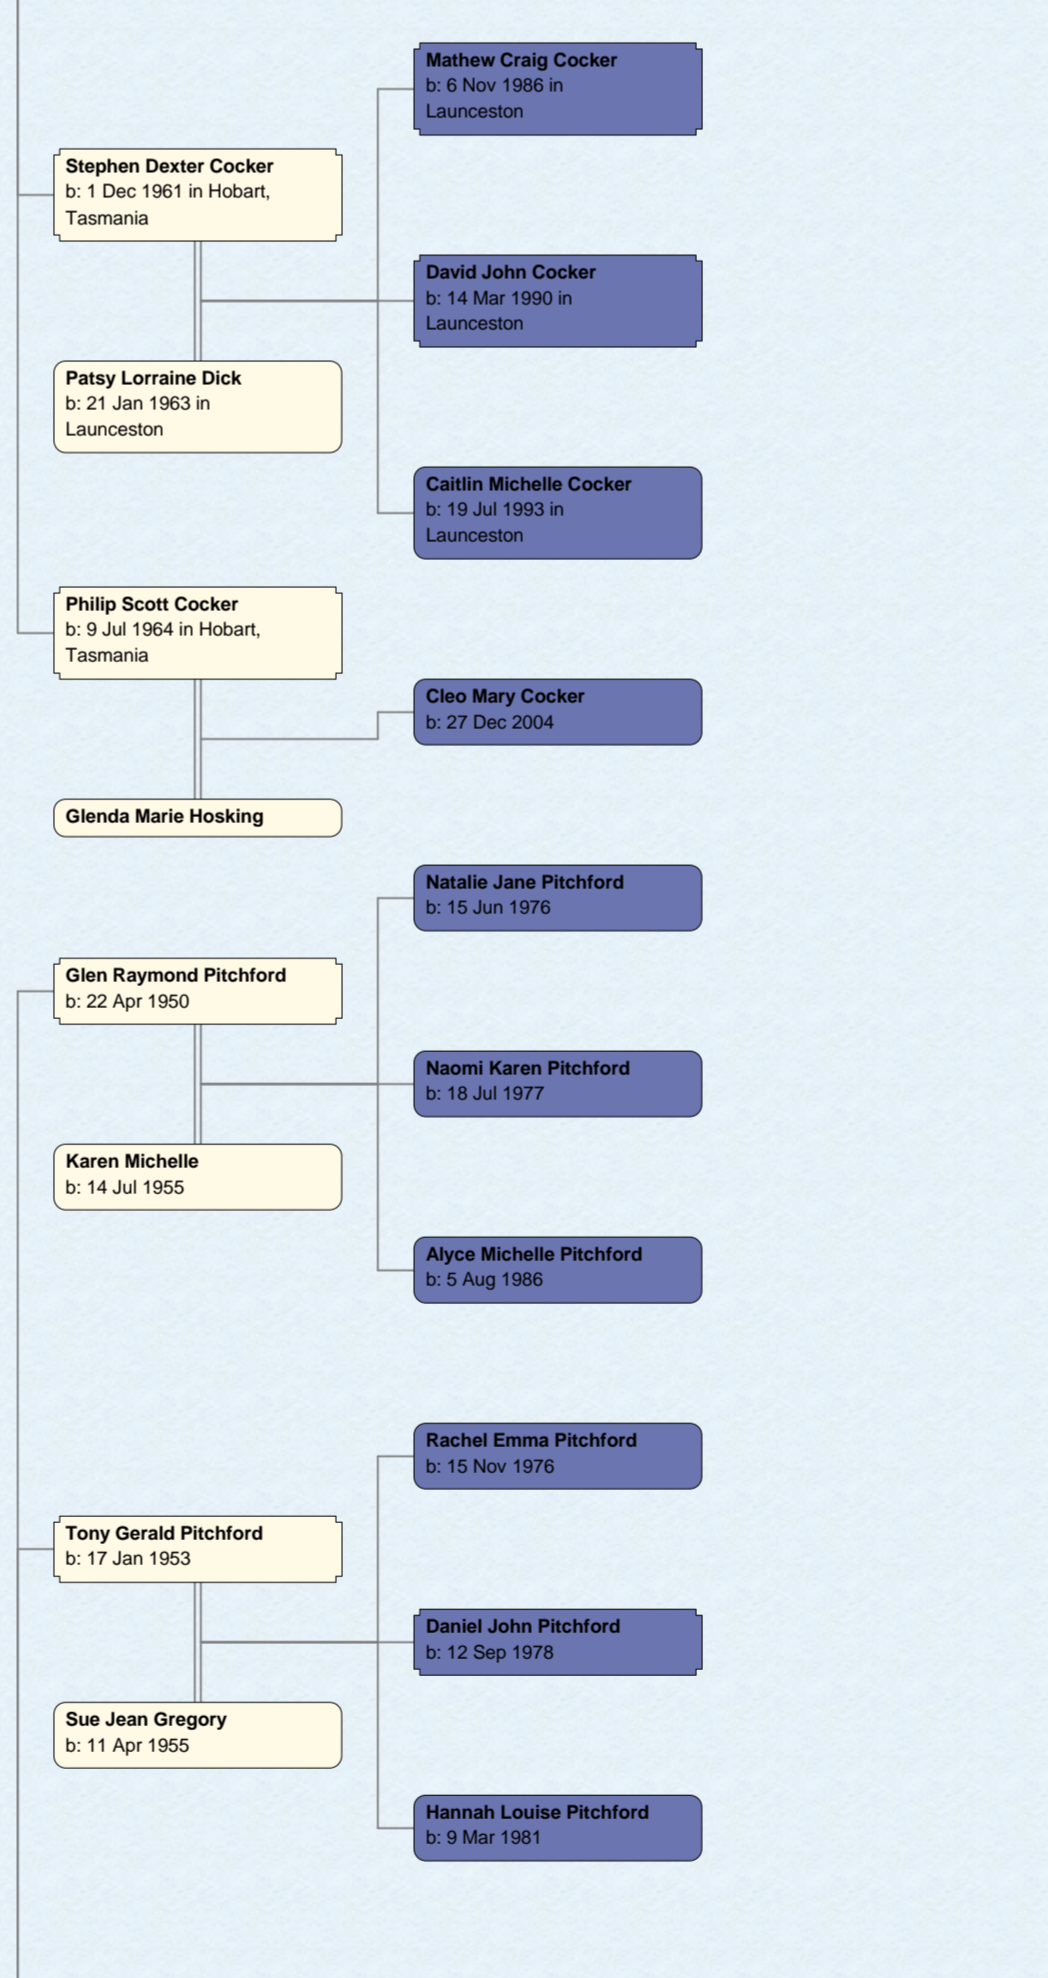 Mathew Craig Cocker
b: 6 Nov 1986 in
Launceston
Stephen Dexter Cocker
b: 1 Dec 1961 in Hobart,
Tasmania
David John Cocker
b: 14 Mar 1990 in
Launceston
Patsy Lorraine Dick
b: 21 Jan 1963 in
Launceston
Caitlin Michelle Cocker
b: 19 Jul 1993 in
Launceston
Philip Scott Cocker
b: 9 Jul 1964 in Hobart,
Tasmania
Cleo Mary Cocker
b: 27 Dec 2004
Glenda Marie Hosking
Natalie Jane Pitchford
b: 15 Jun 1976
Glen Raymond Pitchford
b: 22 Apr 1950
Naomi Karen Pitchford
b: 18 Jul 1977
Karen Michelle
b: 14 Jul 1955
Alyce Michelle Pitchford
b: 5 Aug 1986
Rachel Emma Pitchford
b: 15 Nov 1976
Tony Gerald Pitchford
b: 17 Jan 1953
Daniel John Pitchford
b: 12 Sep 1978
Sue Jean Gregory
b: 11 Apr 1955
Hannah Louise Pitchford
b: 9 Mar 1981